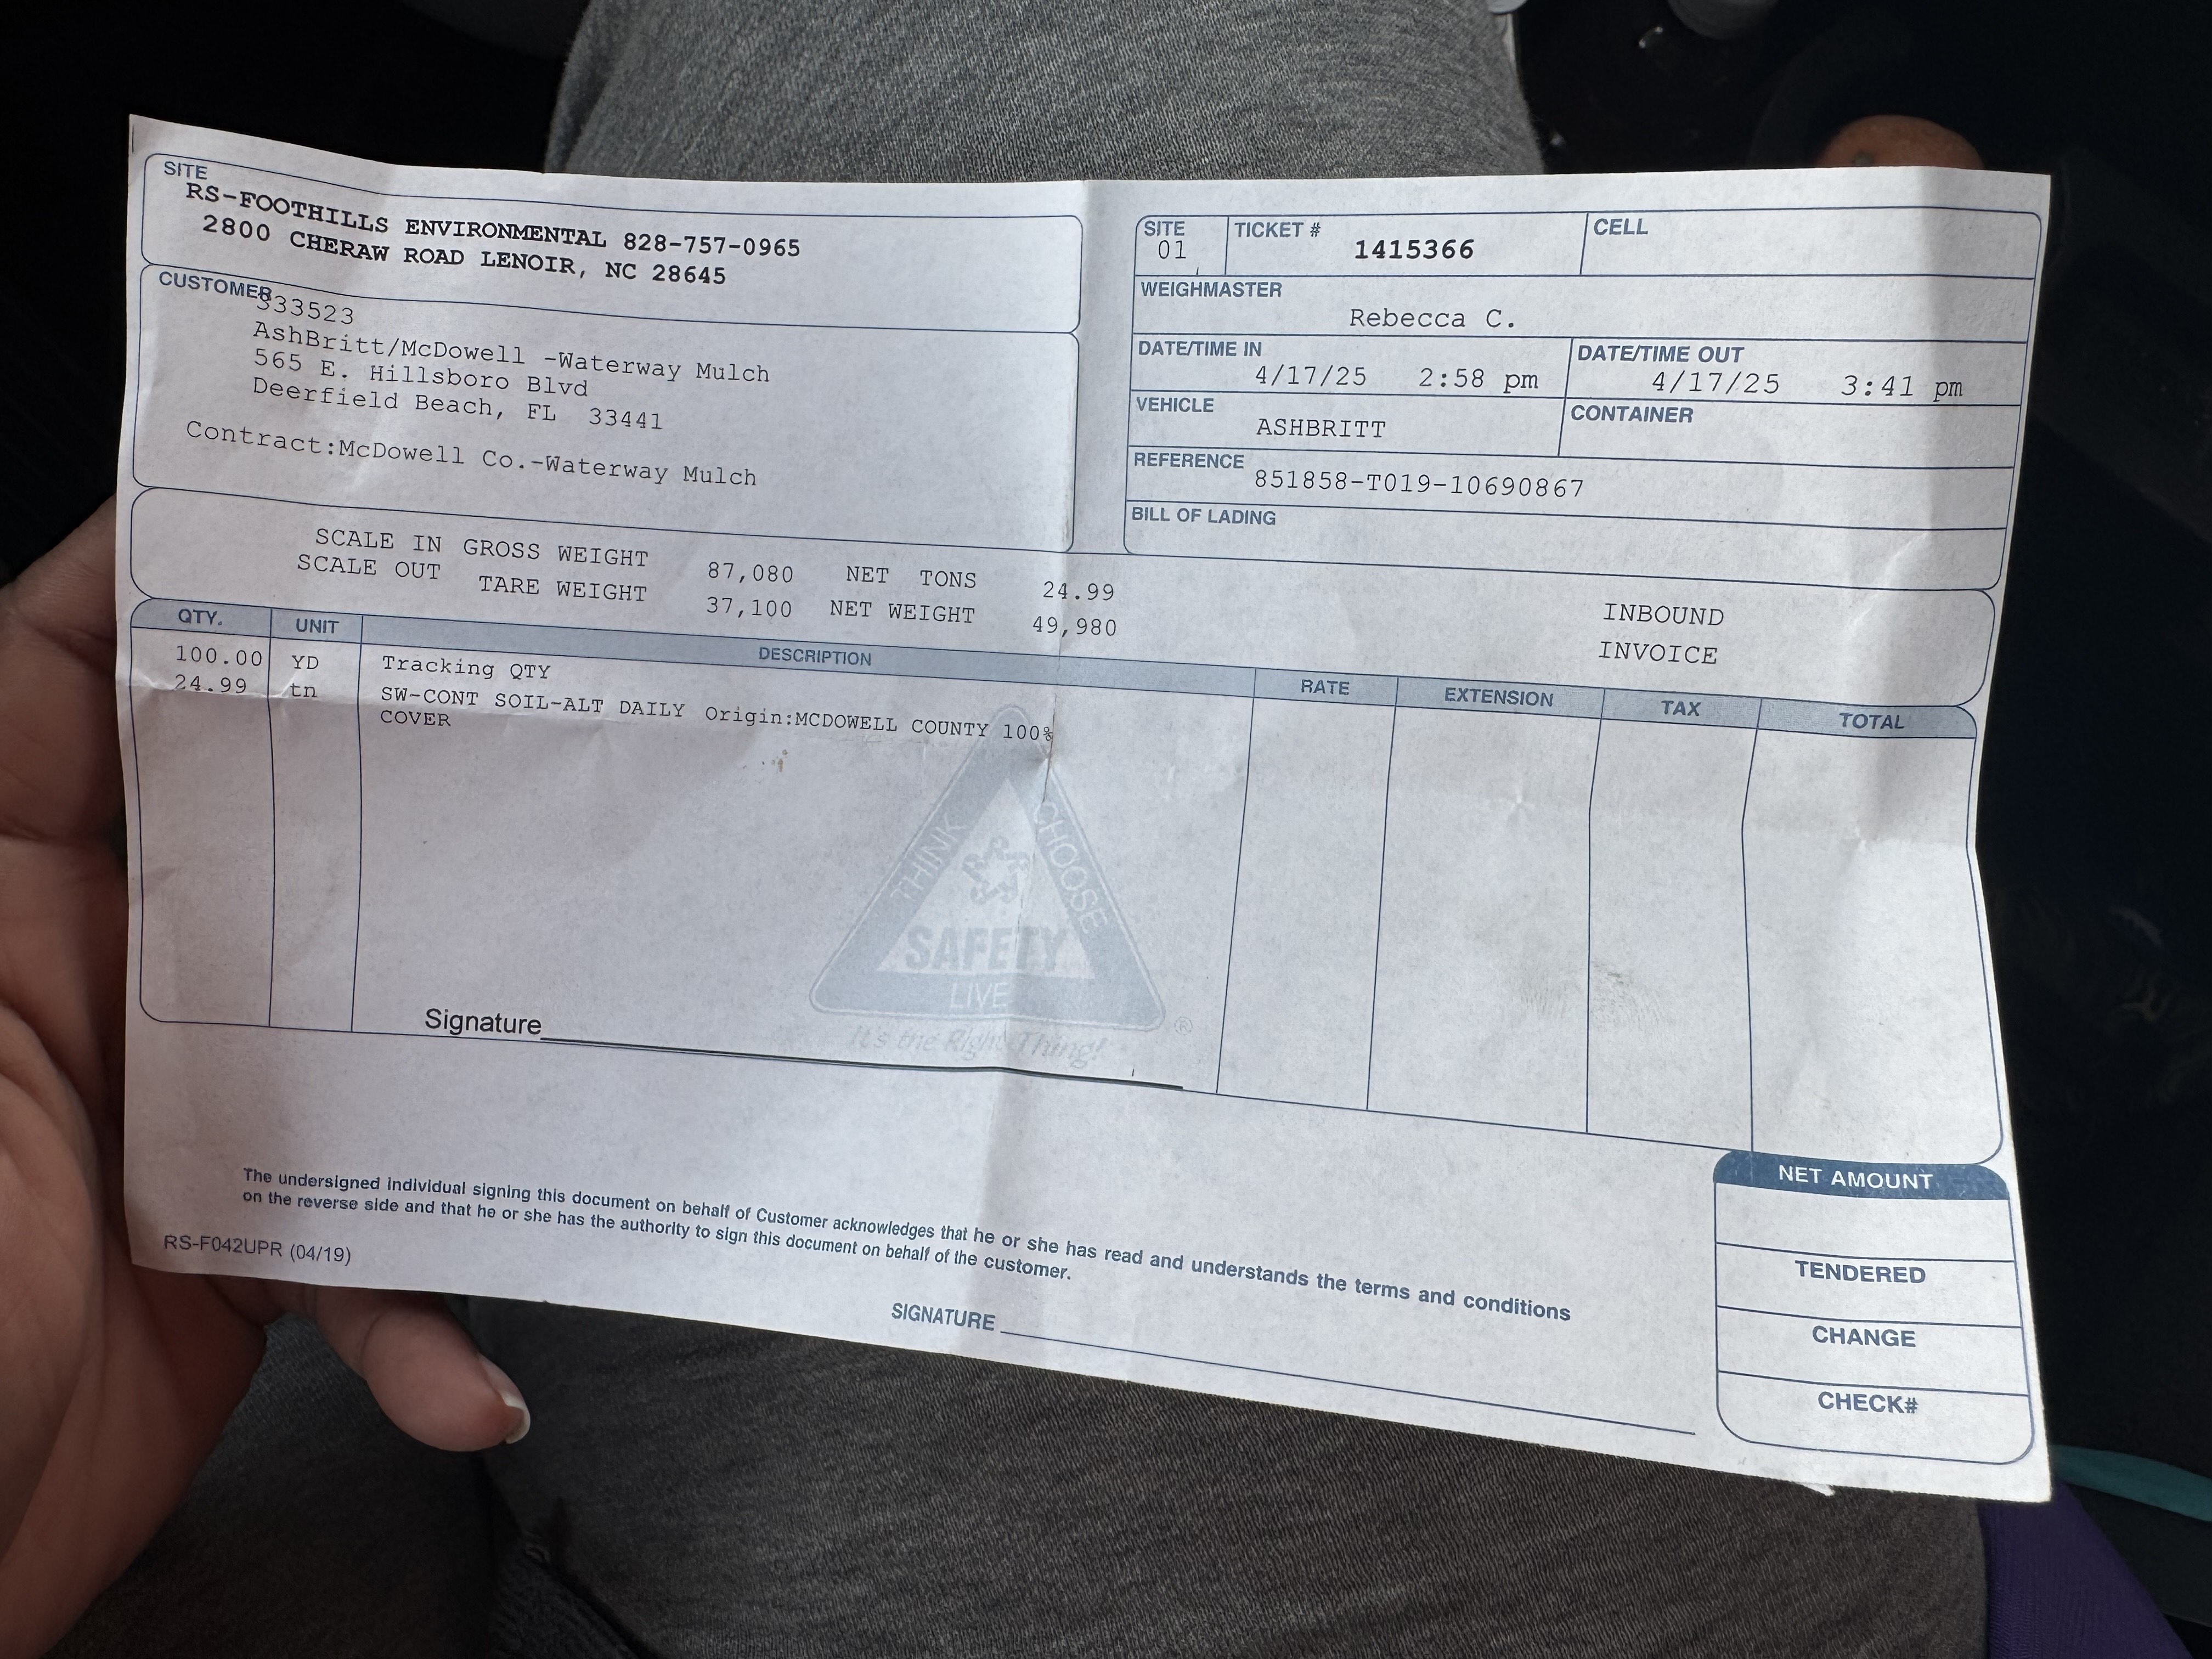 SITE
RS-FOOTHILLS ENVIRONMENTAL 828-757-0965
2800 CHERAW ROAD LENOIR, NC 28645
CUSTOMER
333523
AshBritt/McDowell -Waterway Mulch
565 E. Hillsboro Blvd
Deerfield Beach, FL 33441
Contract:McDowell Co.-Waterway Mulch
SITE
01
TICKET #
1415366
CELL
WEIGHMASTER
Rebecca C.
DATE/TIME IN
4/17/25 2:58 pm
DATE/TIME OUT
4/17/25 3:41 pm
VEHICLE
ASHBRITT
CONTAINER
REFERENCE
851858-T019-10690867
BILL OF LADING
SCALE IN GROSS WEIGHT 87,080 NET TONS 24.99 INBOUND
SCALE OUT TARE WEIGHT 37,100 NET WEIGHT 49,980 INVOICE
QTY. UNIT DESCRIPTION RATE EXTENSION TAX TOTAL
100.00 YD Tracking QTY
24.99 tn SW-CONT SOIL-ALT DAILY Origin:MCDOWELL COUNTY 100%
COVER
THINK
CHOOSE
SAFETY
LIVE
®
It's the Right Thing!
Signature
The undersigned individual signing this document on behalf of Customer acknowledges that he or she has read and understands the terms and conditions
on the reverse side and that he or she has the authority to sign this document on behalf of the customer.
RS-F042UPR (04/19)
SIGNATURE
NET AMOUNT
TENDERED
CHANGE
CHECK#